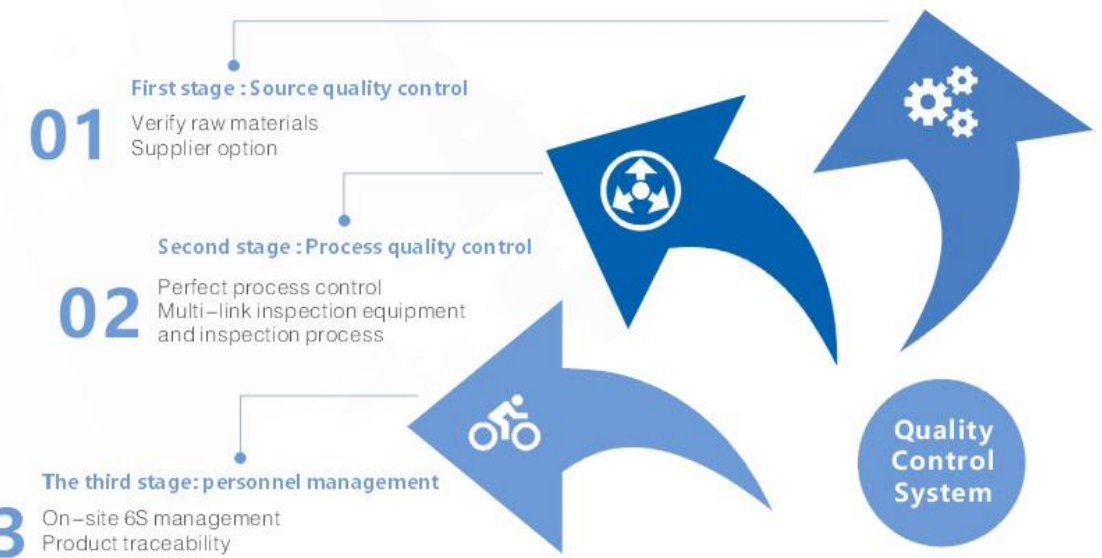 First stage : Source quality control
01
Verify raw materials
Supplier option
Second stage : Process quality control
02
Perfect process control
Multi-link inspection equipment
and inspection process
The third stage: personnel management
3
On-site 6S management
Product traceability
Quality
Control
System